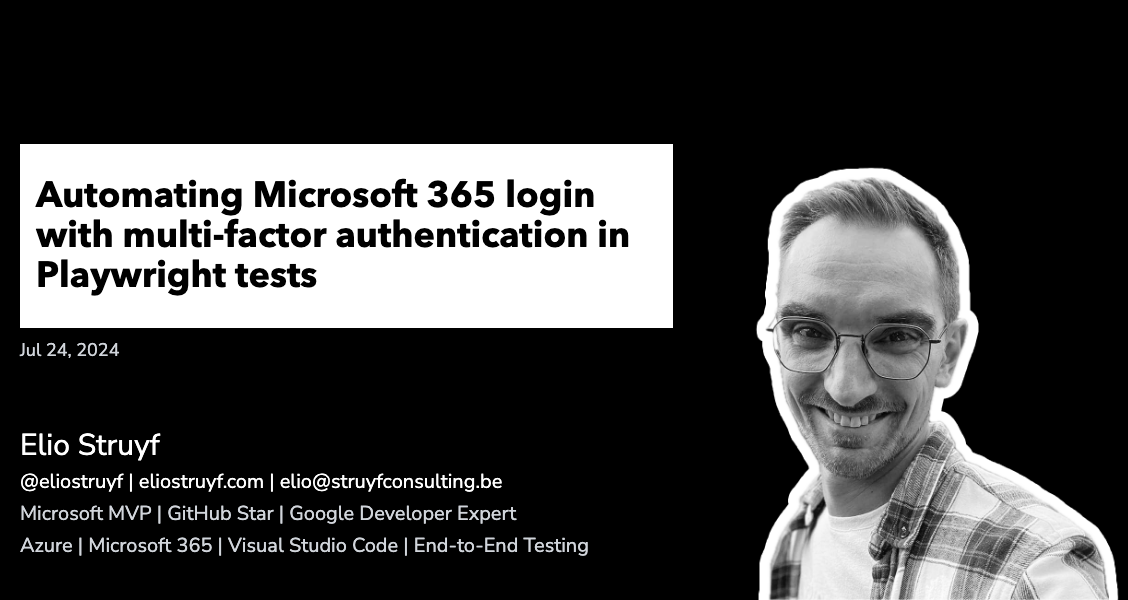 Automating Microsoft 365 login
with multi-factor authentication in
Playwright tests
Jul 24, 2024
Elio Struyf
@eliostruyf | eliostruyf.com | elio@struyfconsulting.be
Microsoft MVP | GitHub Star | Google Developer Expert
Azure | Microsoft 365 | Visual Studio Code | End-to-End Testing